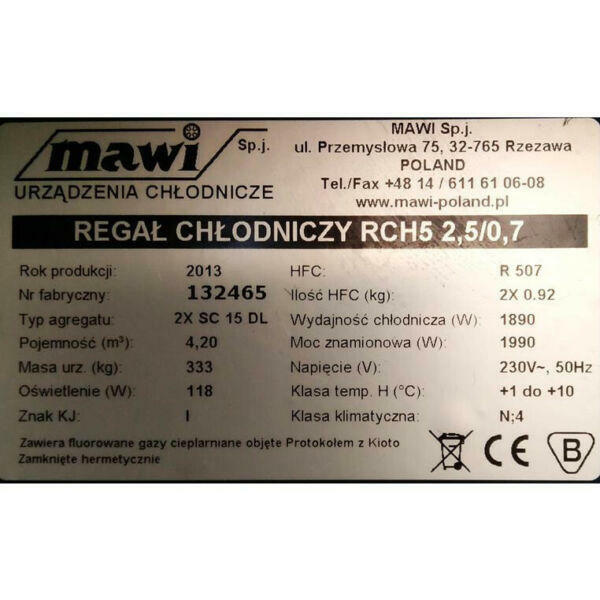 mawi Sp.j.
URZĄDZENIA CHŁODNICZE
MAWI Sp.j.
ul. Przemysłowa 75, 32-765 Rzezawa
POLAND
Tel./Fax +48 14 / 611 61 06-08
www.mawi-poland.pl
REGAŁ CHŁODNICZY RCH5 2,5/0,7
Rok produkcji: 2013
Nr fabryczny: 132465
Typ agregatu: 2X SC 15 DL
Pojemność (m³): 4,20
Masa urz. (kg): 333
Oświetlenie (W): 118
Znak KJ: I
HFC: R 507
Ilość HFC (kg): 2X 0.92
Wydajność chłodnicza (W): 1890
Moc znamionowa (W): 1990
Napięcie (V): 230V~, 50Hz
Klasa temp. H (°C): +1 do +10
Klasa klimatyczna: N;4
Zawiera fluorowane gazy cieplarniane objęte Protokołem z Kioto
Zamknięte hermetycznie
CE B